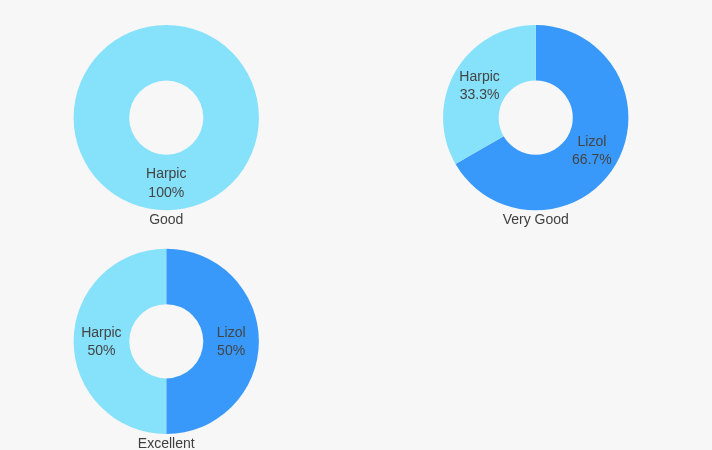 Harpic
100%
Good
Harpic
33.3%
Lizol
66.7%
Very Good
Harpic
50%
Lizol
50%
Excellent